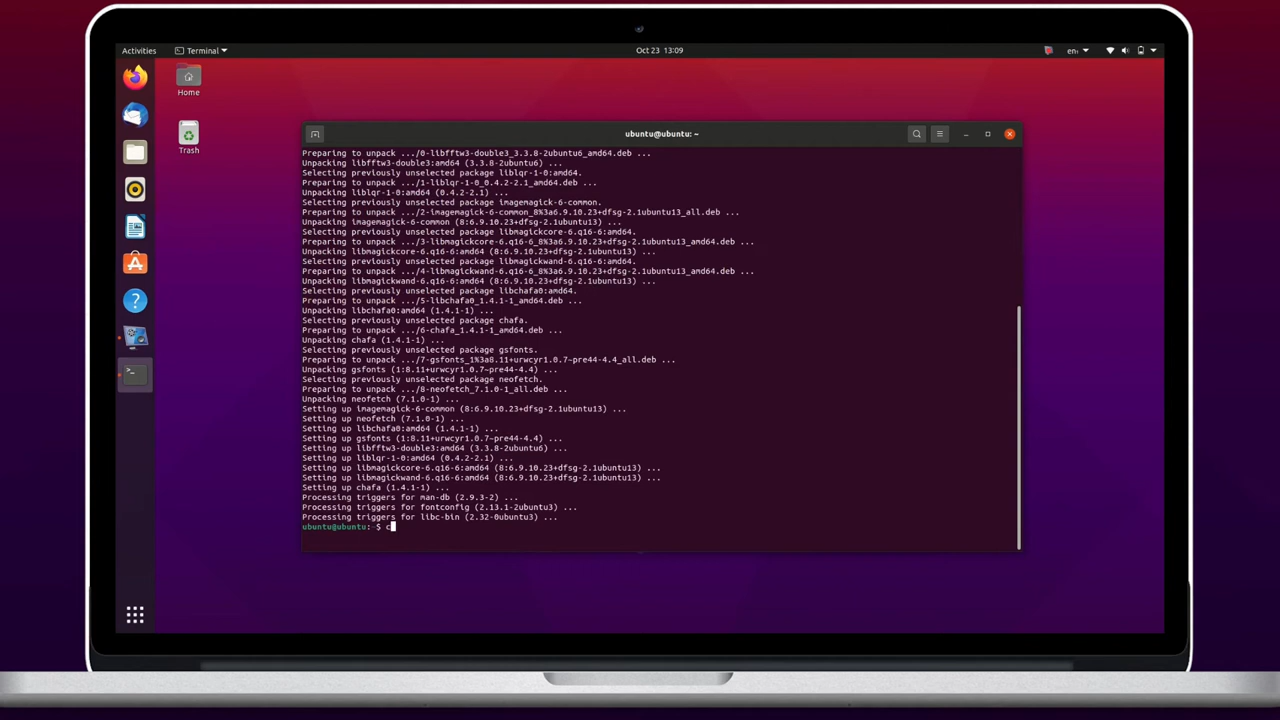 Activities
Terminal
Oct 23 13:09
en
Home
Trash
ubuntu@ubuntu: ~
Preparing to unpack .../0-libfftw3-double3_3.3.8-2ubuntu6_amd64.deb ...
Unpacking libfftw3-double3:amd64 (3.3.8-2ubuntu6) ...
Selecting previously unselected package liblqr-1-0:amd64.
Preparing to unpack .../1-liblqr-1-0_0.4.2-2.1_amd64.deb ...
Unpacking liblqr-1-0:amd64 (0.4.2-2.1) ...
Selecting previously unselected package imagemagick-6-common.
Preparing to unpack .../2-imagemagick-6-common_8%3a6.9.10.23+dfsg-2.1ubuntu13_all.deb ...
Unpacking imagemagick-6-common (8:6.9.10.23+dfsg-2.1ubuntu13) ...
Selecting previously unselected package libmagickcore-6.q16-6:amd64.
Preparing to unpack .../3-libmagickcore-6.q16-6_8%3a6.9.10.23+dfsg-2.1ubuntu13_amd64.deb ...
Unpacking libmagickcore-6.q16-6:amd64 (8:6.9.10.23+dfsg-2.1ubuntu13) ...
Selecting previously unselected package libmagickwand-6.q16-6:amd64.
Preparing to unpack .../4-libmagickwand-6.q16-6_8%3a6.9.10.23+dfsg-2.1ubuntu13_amd64.deb ...
Unpacking libmagickwand-6.q16-6:amd64 (8:6.9.10.23+dfsg-2.1ubuntu13) ...
Selecting previously unselected package libchafa0:amd64.
Preparing to unpack .../5-libchafa0_1.4.1-1_amd64.deb ...
Unpacking libchafa0:amd64 (1.4.1-1) ...
Selecting previously unselected package chafa.
Preparing to unpack .../6-chafa_1.4.1-1_amd64.deb ...
Unpacking chafa (1.4.1-1) ...
Selecting previously unselected package gsfonts.
Preparing to unpack .../7-gsfonts_1%3a8.11+urwcyr1.0.7~pre44-4.4_all.deb ...
Unpacking gsfonts (1:8.11+urwcyr1.0.7~pre44-4.4) ...
Selecting previously unselected package neofetch.
Preparing to unpack .../8-neofetch_7.1.0-1_all.deb ...
Unpacking neofetch (7.1.0-1) ...
Setting up imagemagick-6-common (8:6.9.10.23+dfsg-2.1ubuntu13) ...
Setting up neofetch (7.1.0-1) ...
Setting up libchafa0:amd64 (1.4.1-1) ...
Setting up gsfonts (1:8.11+urwcyr1.0.7~pre44-4.4) ...
Setting up libfftw3-double3:amd64 (3.3.8-2ubuntu6) ...
Setting up liblqr-1-0:amd64 (0.4.2-2.1) ...
Setting up libmagickcore-6.q16-6:amd64 (8:6.9.10.23+dfsg-2.1ubuntu13) ...
Setting up libmagickwand-6.q16-6:amd64 (8:6.9.10.23+dfsg-2.1ubuntu13) ...
Setting up chafa (1.4.1-1) ...
Processing triggers for man-db (2.9.3-2) ...
Processing triggers for fontconfig (2.13.1-2ubuntu3) ...
Processing triggers for libc-bin (2.32-0ubuntu3) ...
ubuntu@ubuntu:~$ c